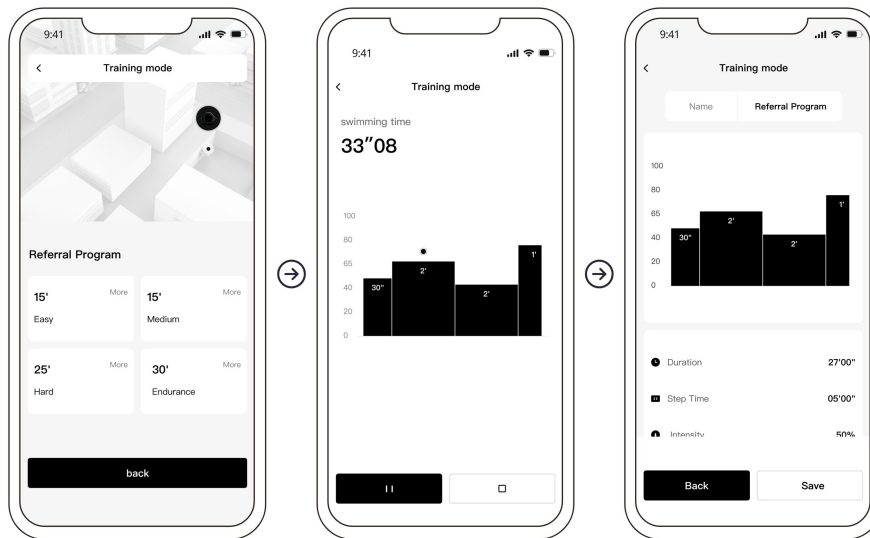 9:41
Training mode
Referral Program
15' More
Easy
15' More
Medium
25' More
Hard
30' More
Endurance
back
9:41
Training mode
swimming time
33"08
100
80
65
40
20
0
30"
2'
2'
1'
9:41
Training mode
Name Referral Program
100
80
65
40
20
0
30"
2'
2'
1'
Duration 27'00"
Step Time 05'00"
Intensity 50%
Back Save